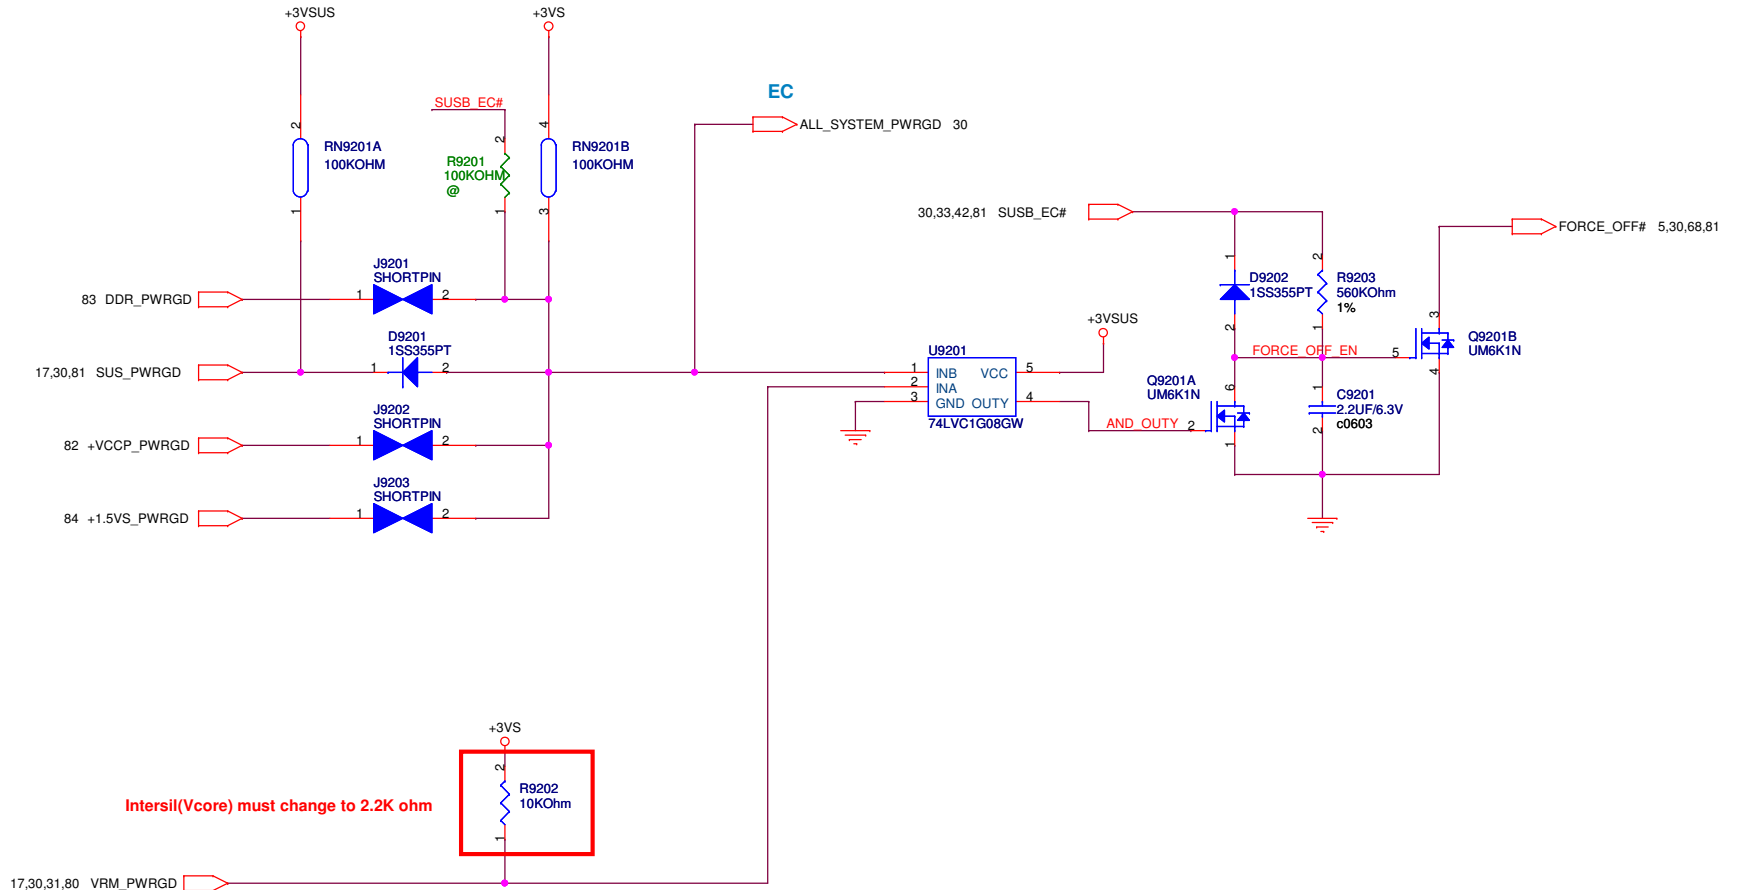 +3VSUS
+3VS
EC
SUSB_EC#
ALL_SYSTEM_PWRGD 30
2
4
2
RN9201A
100KOHM
R9201
100KOHM
@
RN9201B
100KOHM
1
1
3
30,33,42,81 SUSB_EC#
FORCE_OFF# 5,30,68,81
J9201
SHORTPIN
83 DDR_PWRGD
1
2
1
D9202
1SS355PT
2
2
R9203
560KOhm
1%
1
+3VSUS
3
Q9201B
UM6K1N
D9201
1SS355PT
17,30,81 SUS_PWRGD
1
2
FORCE_OFF_EN
5
4
U9201
1 INB VCC 5
2 INA
3 GND OUTY 4
74LVC1G08GW
Q9201A
UM6K1N
6
AND_OUTY 2
1
1
C9201
2.2UF/6.3V
c0603
2
J9202
SHORTPIN
82 +VCCP_PWRGD
1
2
J9203
SHORTPIN
84 +1.5VS_PWRGD
1
2
+3VS
2
R9202
10KOhm
1
Intersil(Vcore) must change to 2.2K ohm
17,30,31,80 VRM_PWRGD